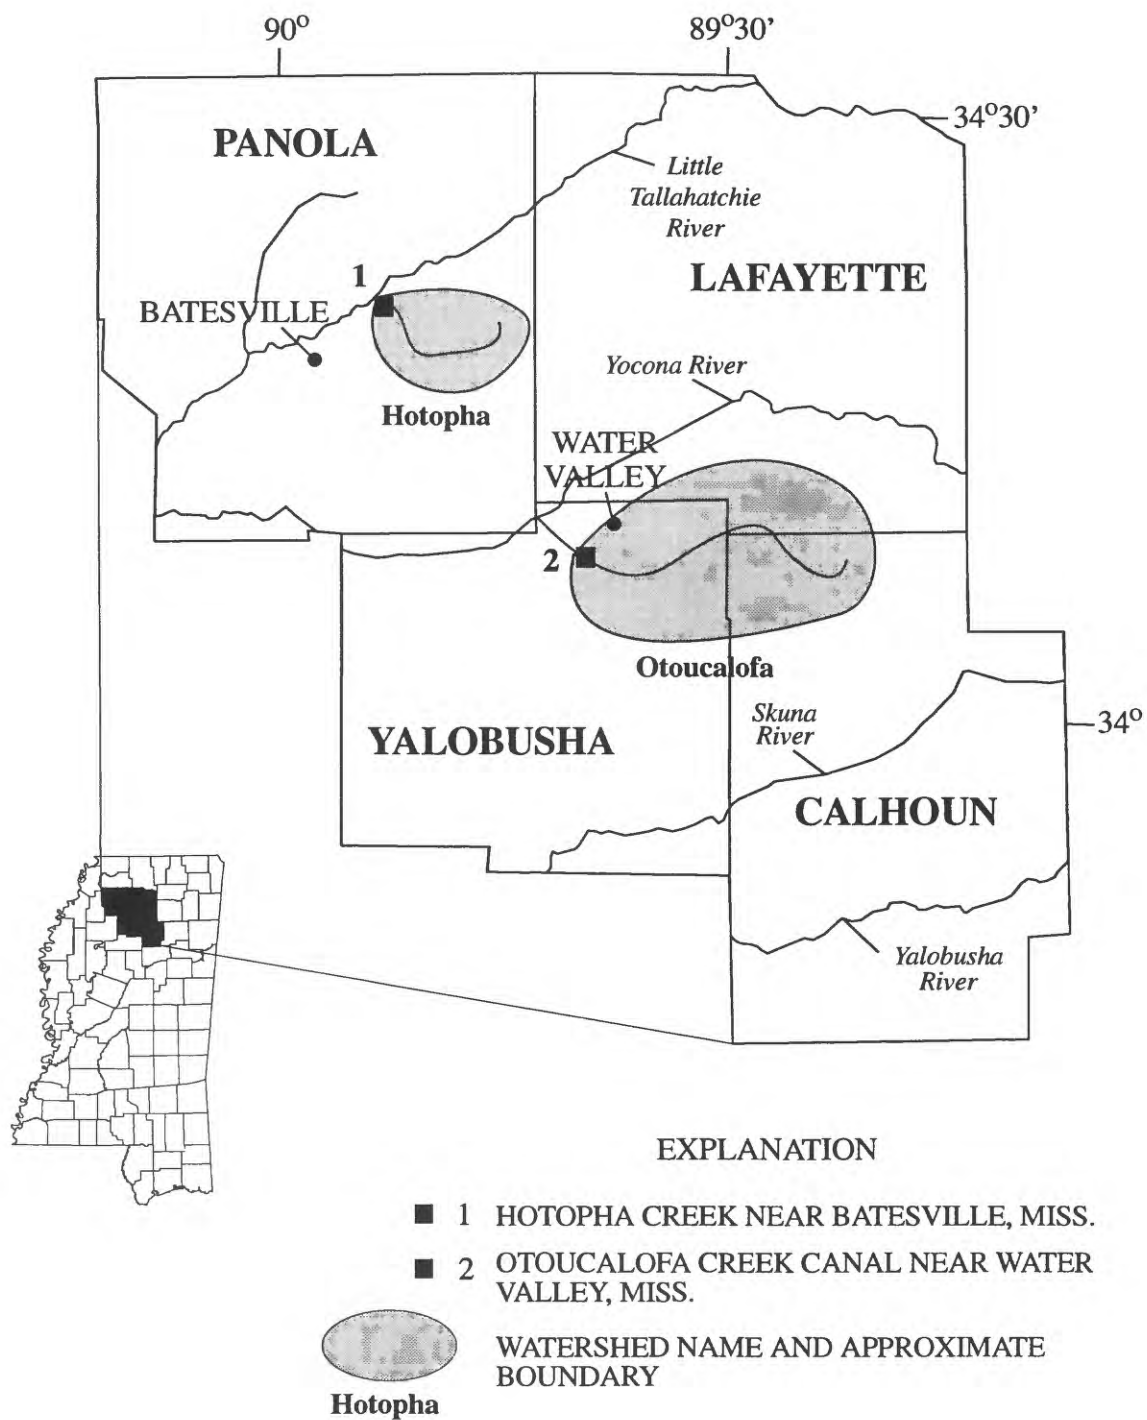 90°
89°30'
34°30'
PANOLA
Little
Tallahatchie
River
1
LAFAYETTE
BATESVILLE
Yocona River
Hotopha
WATER
VALLEY
2
Otoucalofa
Skuna
River
34°
YALOBUSHA
CALHOUN
Yalobusha
River
EXPLANATION
1 HOTOPHA CREEK NEAR BATESVILLE, MISS.
2 OTOUCALOFA CREEK CANAL NEAR WATER
VALLEY, MISS.
WATERSHED NAME AND APPROXIMATE
BOUNDARY
Hotopha